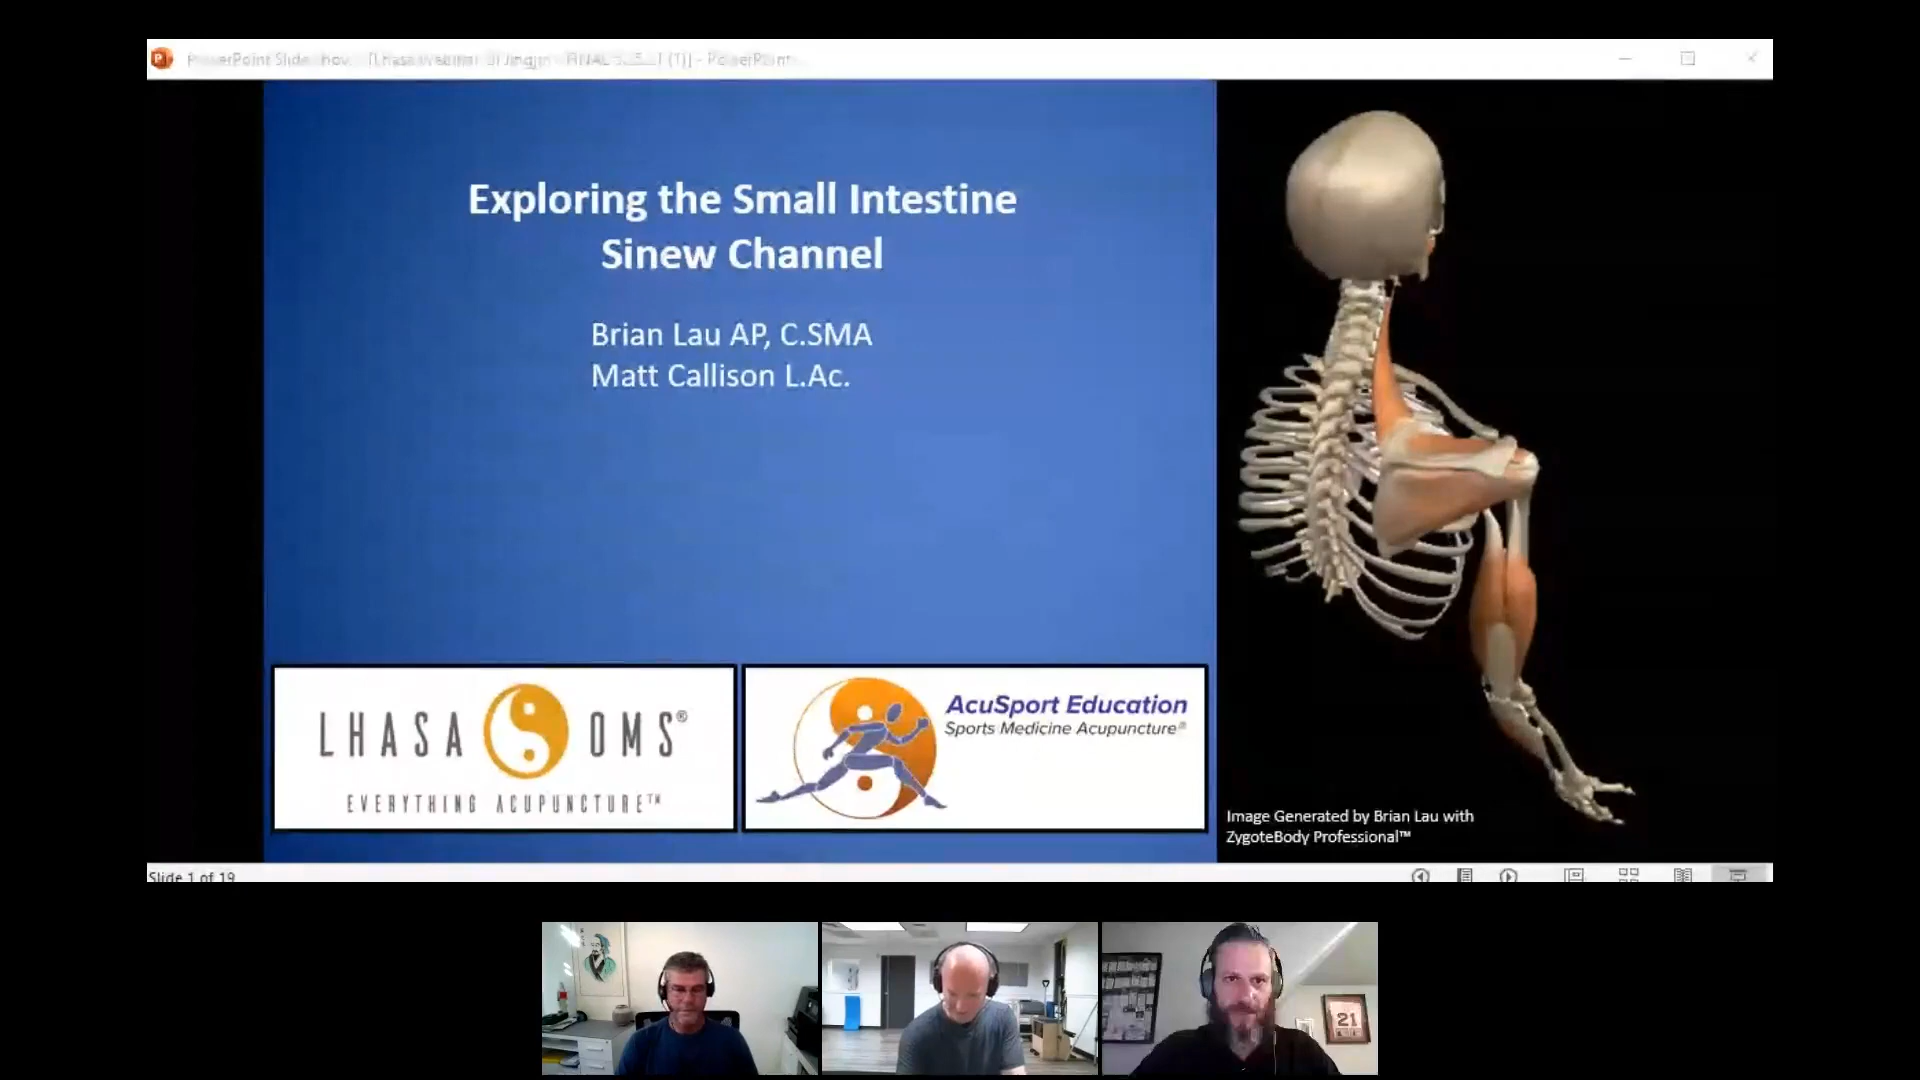 Exploring the Small Intestine
Sinew Channel
Brian Lau AP, C.SMA
Matt Callison L.Ac.
LHASA OMS®
EVERYTHING ACUPUNCTURE™
AcuSport Education
Sports Medicine Acupuncture®
Image Generated by Brian Lau with
ZygoteBody Professional™
Slide 1 of 19
21